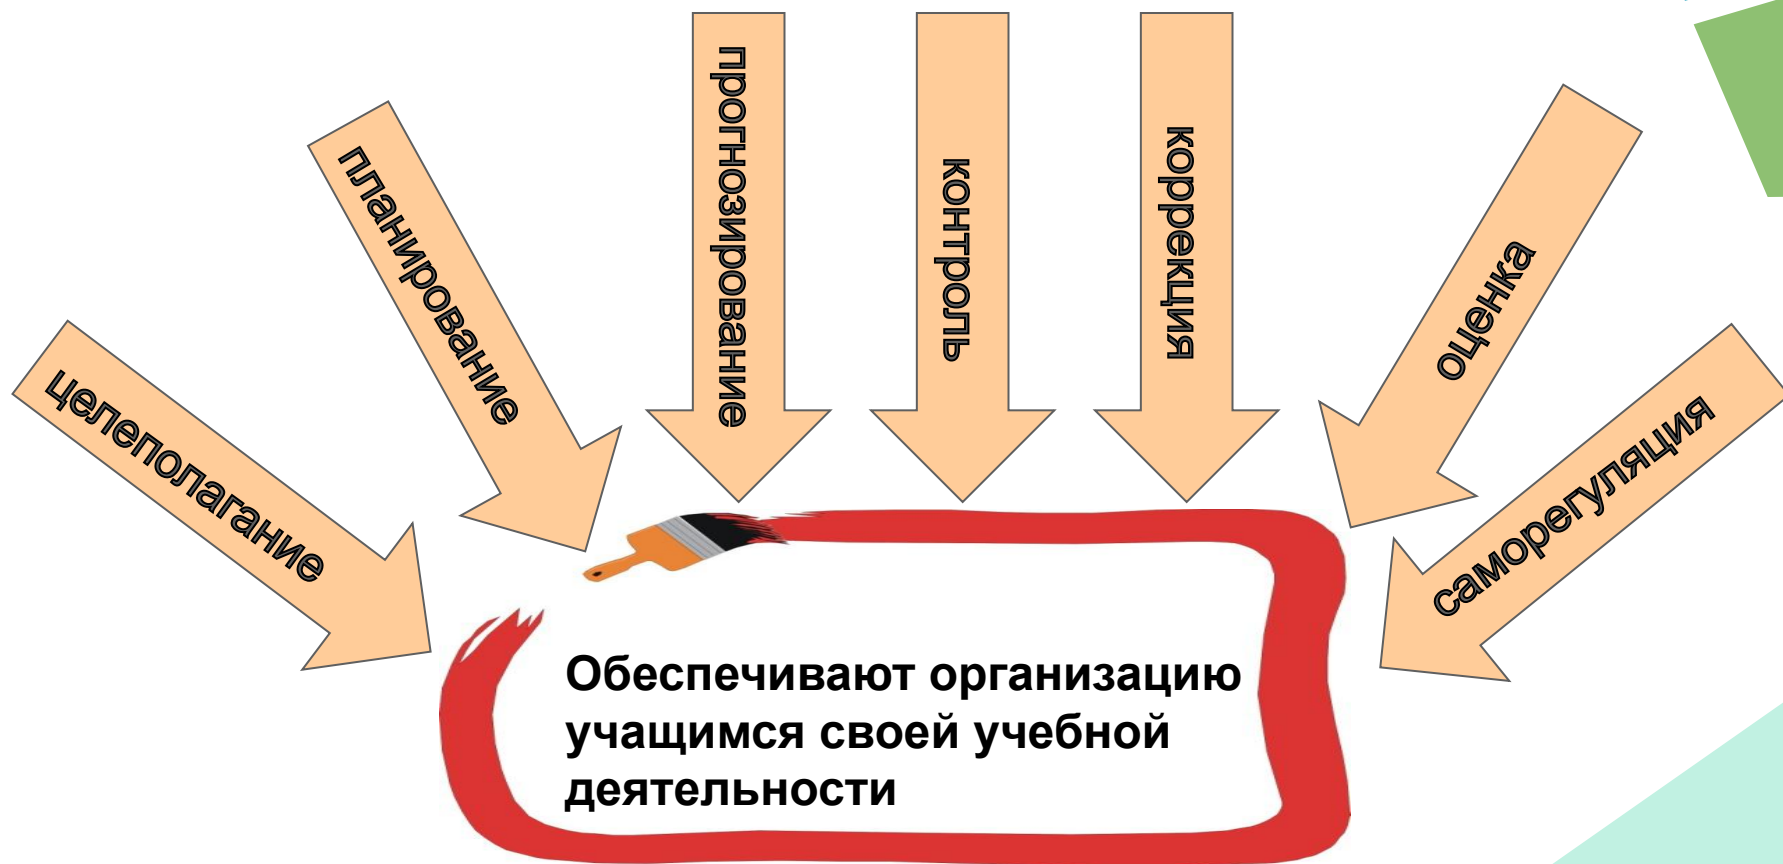 целеполагание
планирование
прогнозирование
контроль
коррекция
оценка
саморегуляция
Обеспечивают организацию
учащимся своей учебной
деятельности